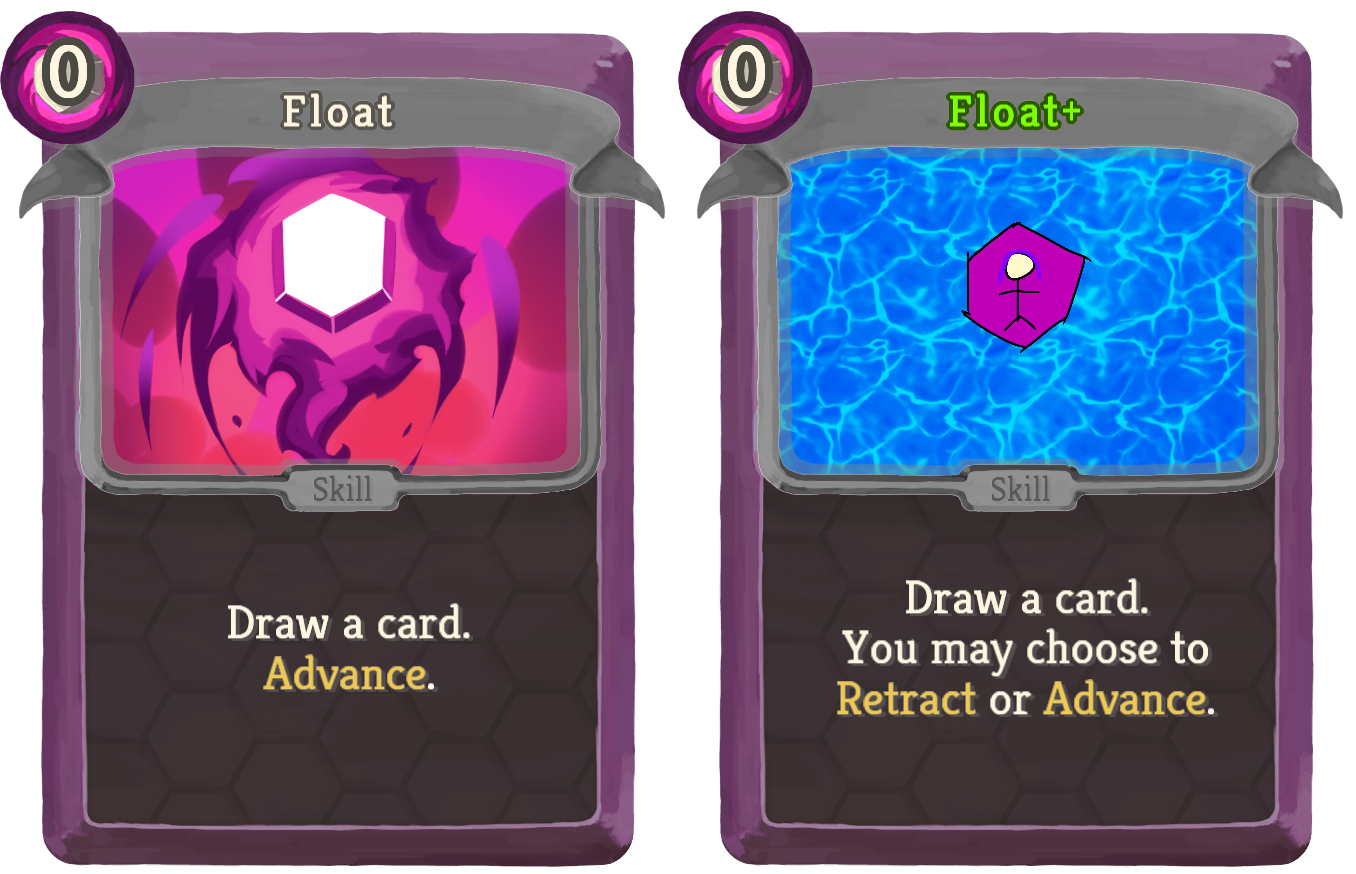 0
Float
Skill
Draw a card.
Advance.
0
Float+
Skill
Draw a card.
You may choose to
Retract or Advance.